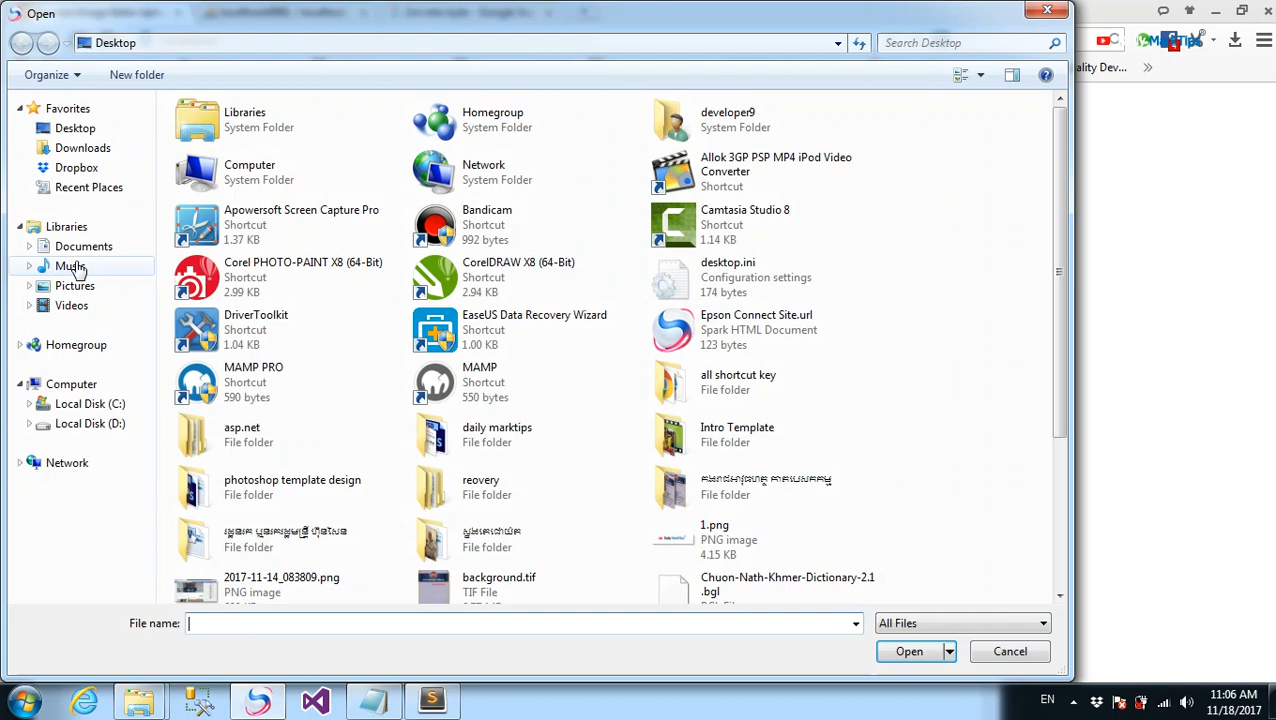 Open
Desktop
Search Desktop
Organize
New folder
ality Dev...
Favorites
Desktop
Downloads
Dropbox
Recent Places
Libraries
Documents
Music
Pictures
Videos
Homegroup
Computer
Local Disk (C:)
Local Disk (D:)
Network
Libraries
System Folder
Homegroup
System Folder
developer9
System Folder
Computer
System Folder
Network
System Folder
Allok 3GP PSP MP4 iPod Video
Converter
Shortcut
Apowersoft Screen Capture Pro
Shortcut
1.37 KB
Bandicam
Shortcut
992 bytes
Camtasia Studio 8
Shortcut
1.14 KB
Corel PHOTO-PAINT X8 (64-Bit)
Shortcut
2.99 KB
CorelDRAW X8 (64-Bit)
Shortcut
2.94 KB
desktop.ini
Configuration settings
174 bytes
DriverToolkit
Shortcut
1.04 KB
EaseUS Data Recovery Wizard
Shortcut
1.00 KB
Epson Connect Site.url
Spark HTML Document
123 bytes
MAMP PRO
Shortcut
590 bytes
MAMP
Shortcut
550 bytes
all shortcut key
File folder
asp.net
File folder
daily marktips
File folder
Intro Template
File folder
photoshop template design
File folder
reovery
File folder
File folder
File folder
File folder
1.png
PNG image
4.15 KB
2017-11-14_083809.png
PNG image
background.tif
TIF File
Chuon-Nath-Khmer-Dictionary-2.1
.bgl
File name:
All Files
Open
Cancel
EN
11:06 AM
11/18/2017